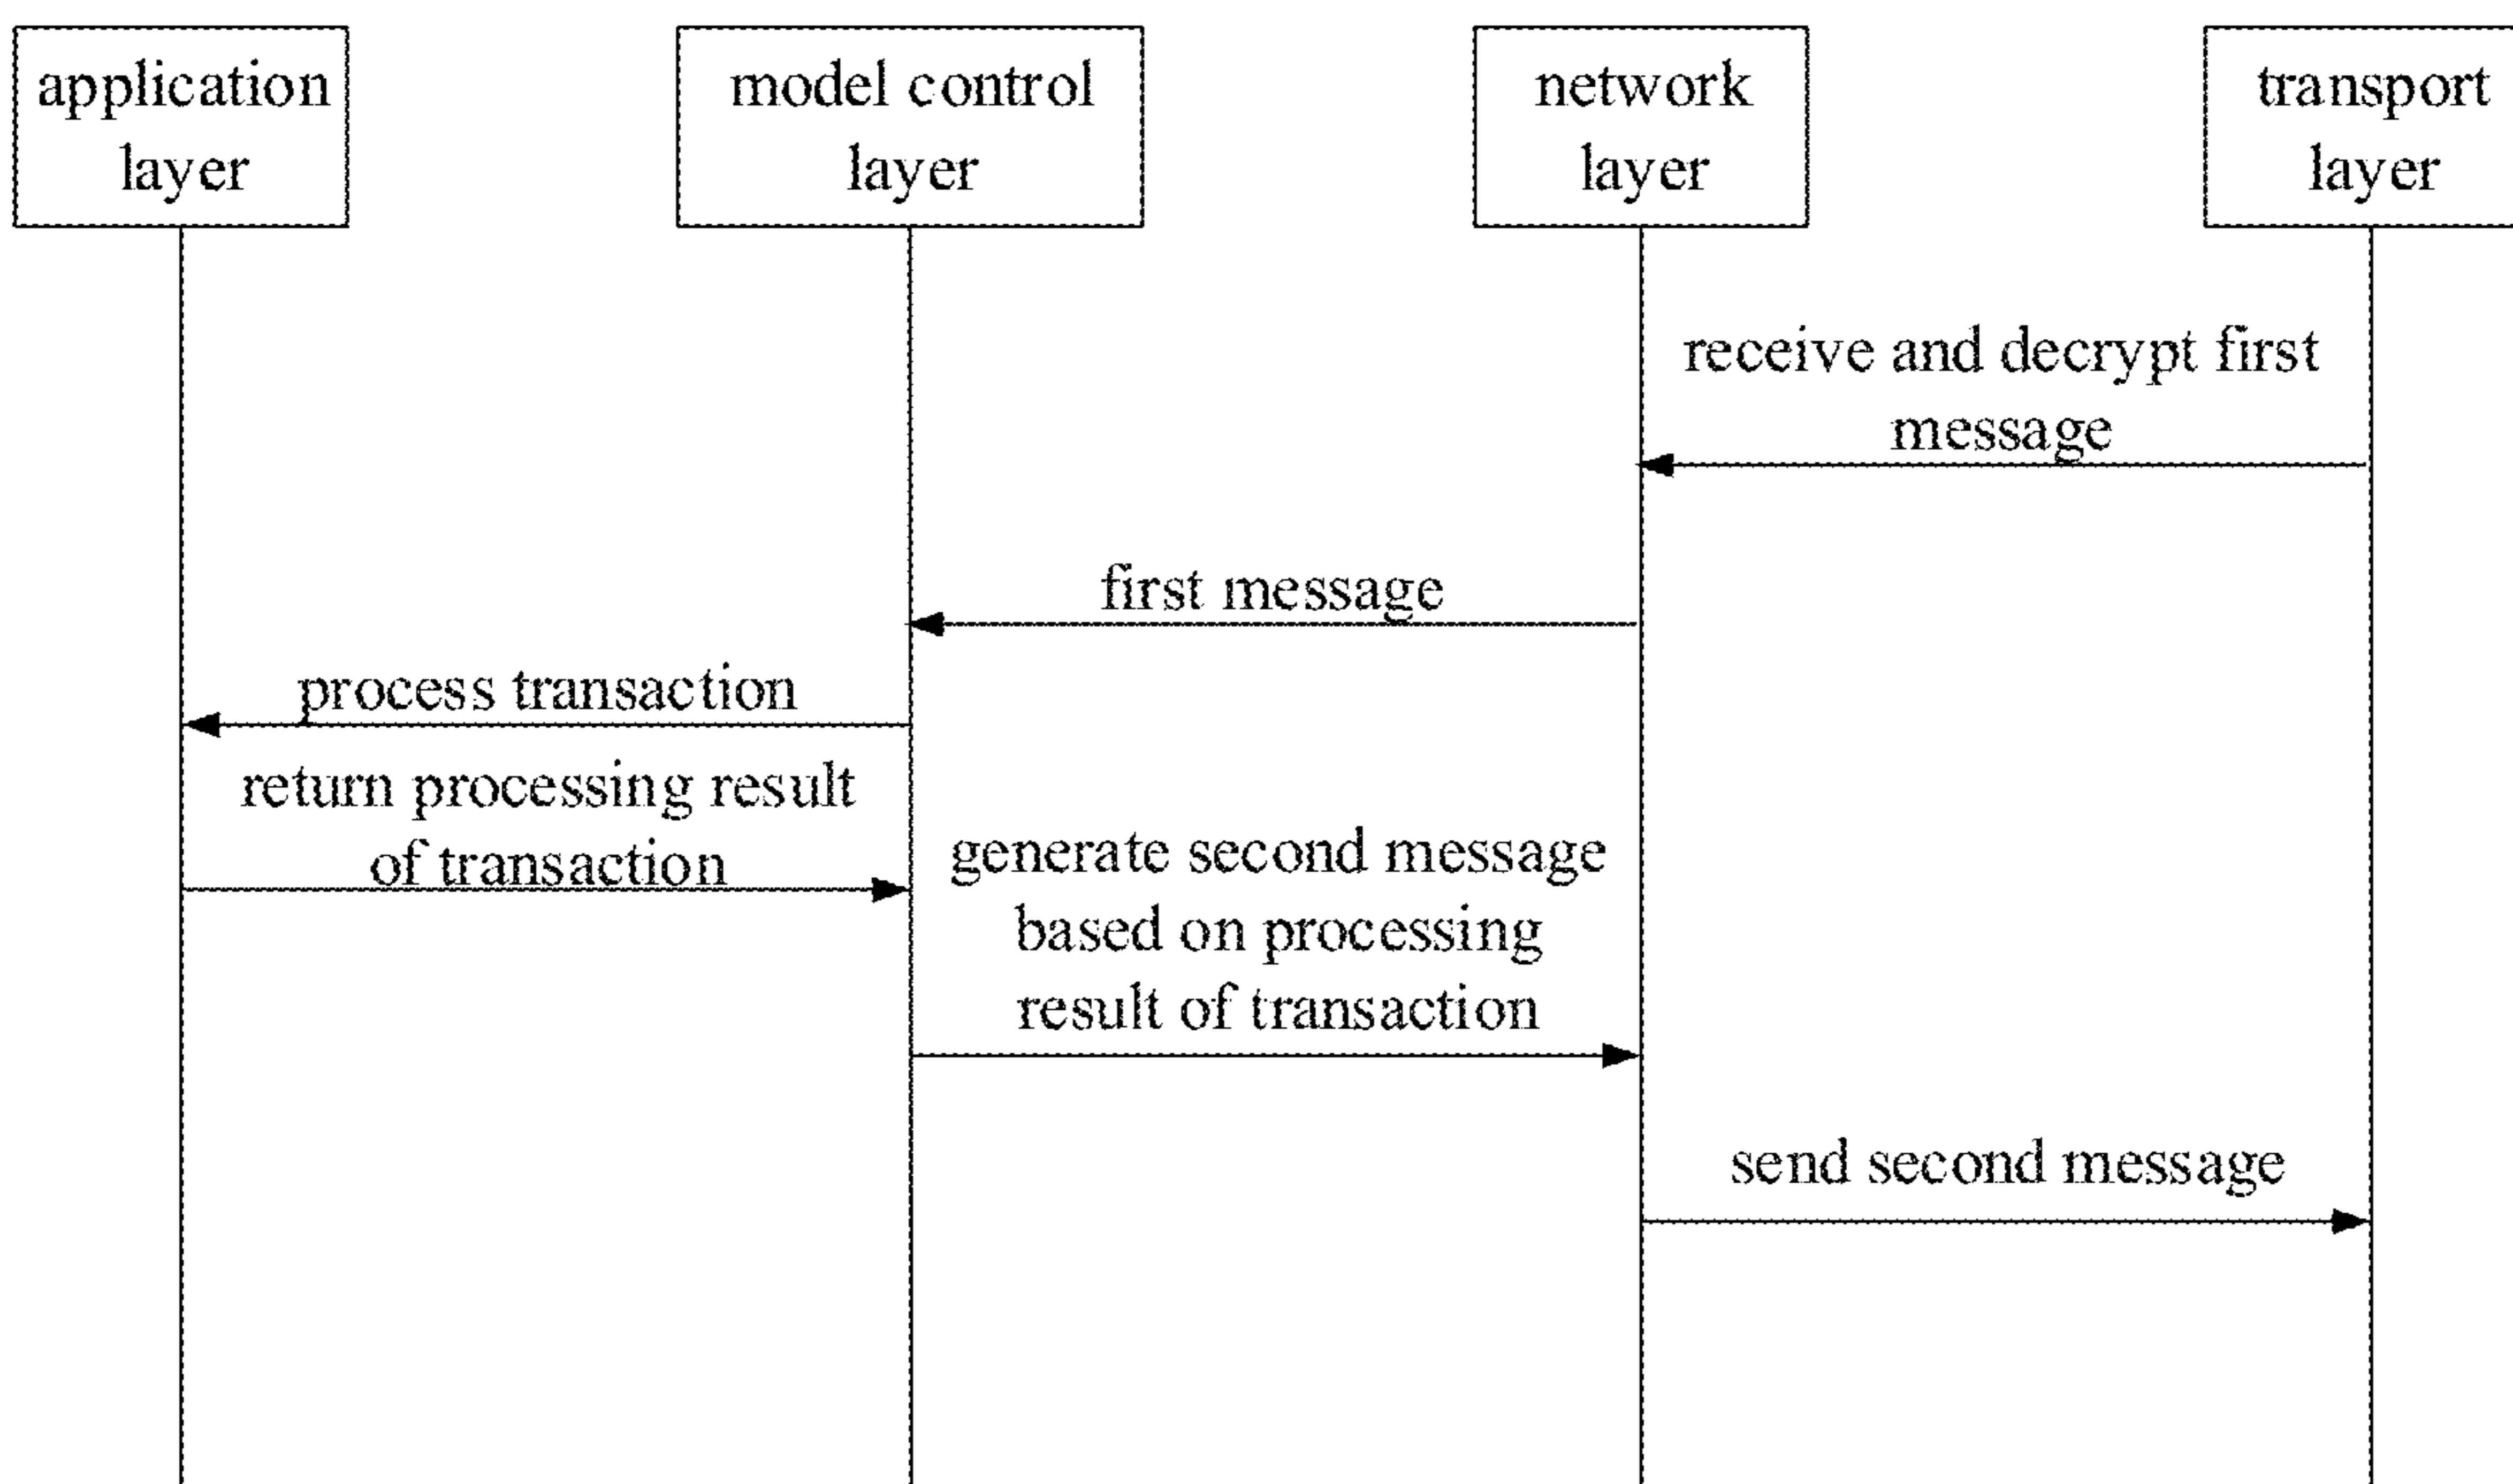 application
layer
model control
layer
network
layer
transport
layer
receive and decrypt first
message
first message
process transaction
return processing result
of transaction
generate second message
based on processing
result of transaction
send second message